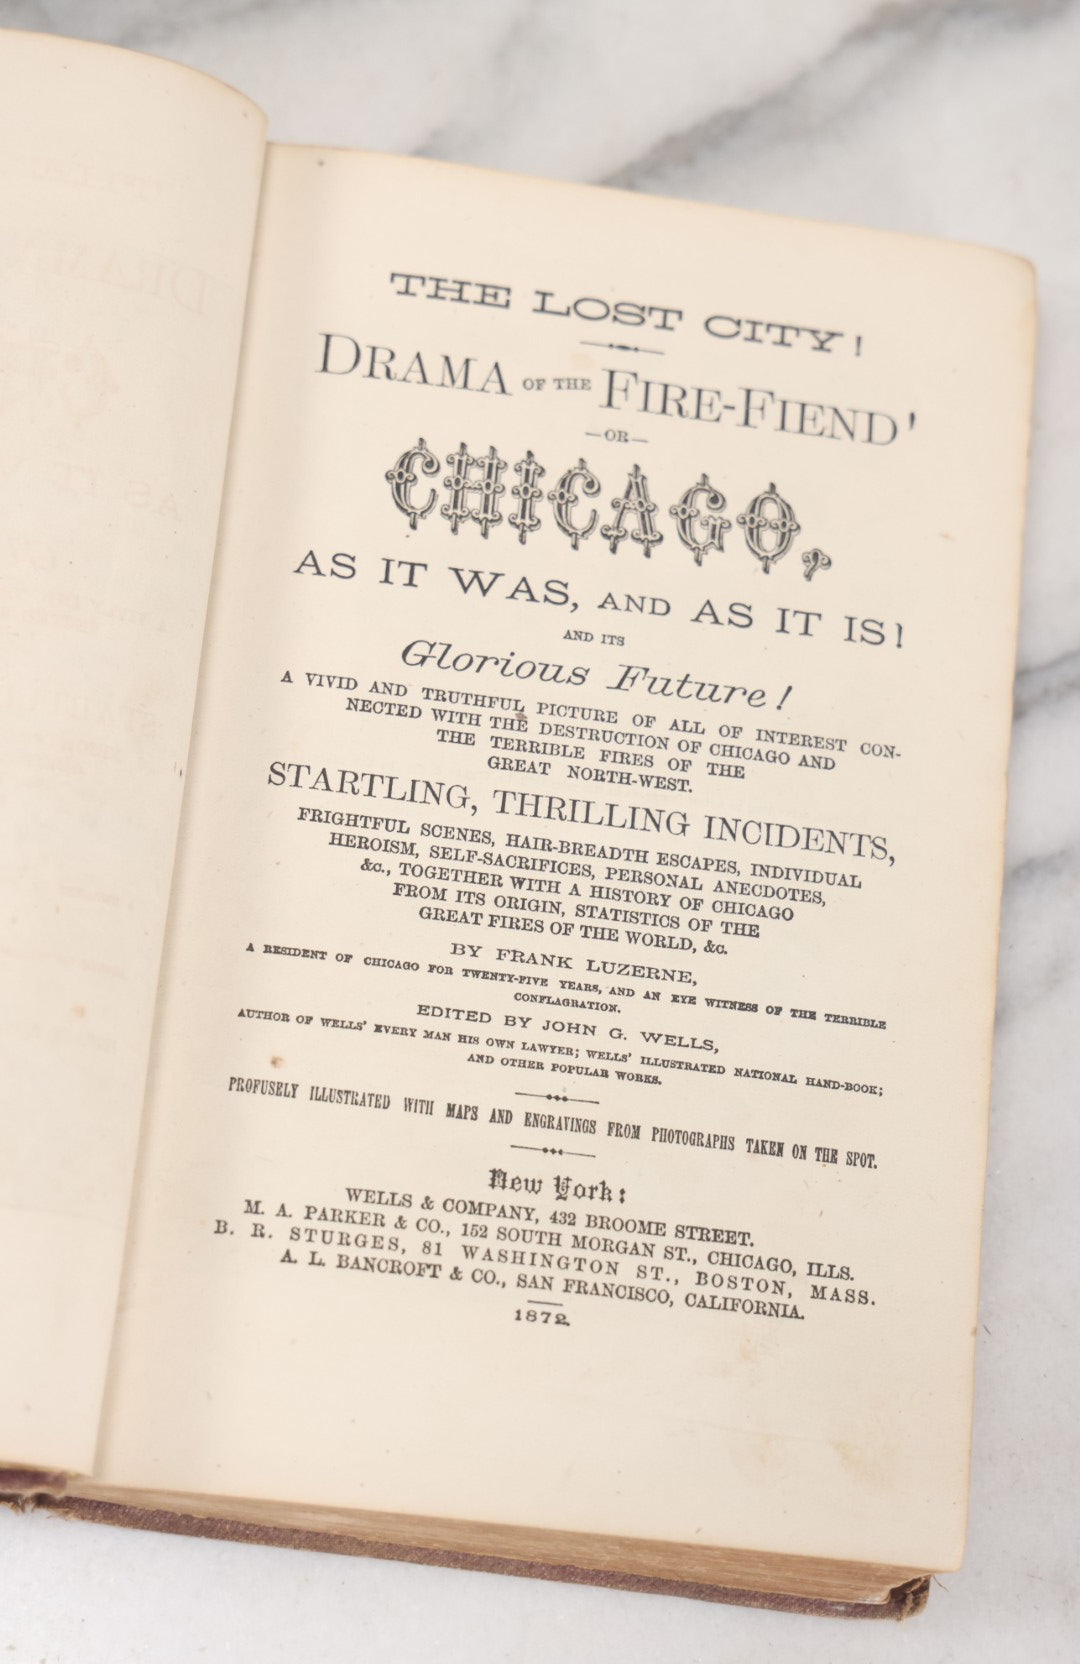 THE LOST CITY!
DRAMA OF THE FIRE-FIEND'
—OR—
CHICAGO,
AS IT WAS, AND AS IT IS!
AND ITS
Glorious Future!
A VIVID AND TRUTHFUL PICTURE OF ALL OF INTEREST CON-
NECTED WITH THE DESTRUCTION OF CHICAGO AND
THE TERRIBLE FIRES OF THE
GREAT NORTH-WEST.
STARTLING, THRILLING INCIDENTS,
FRIGHTFUL SCENES, HAIR-BREADTH ESCAPES, INDIVIDUAL
HEROISM, SELF-SACRIFICES, PERSONAL ANECDOTES,
&c., TOGETHER WITH A HISTORY OF CHICAGO
FROM ITS ORIGIN, STATISTICS OF THE
GREAT FIRES OF THE WORLD, &c.
BY FRANK LUZERNE,
A RESIDENT OF CHICAGO FOR TWENTY-FIVE YEARS, AND AN EYE WITNESS OF THE TERRIBLE
CONFLAGRATION.
EDITED BY JOHN G. WELLS,
AUTHOR OF WELLS' EVERY MAN HIS OWN LAWYER; WELLS' ILLUSTRATED NATIONAL HAND-BOOK;
AND OTHER POPULAR WORKS.
PROFUSELY ILLUSTRATED WITH MAPS AND ENGRAVINGS FROM PHOTOGRAPHS TAKEN ON THE SPOT.
New York:
WELLS & COMPANY, 432 BROOME STREET.
M. A. PARKER & CO., 152 SOUTH MORGAN ST., CHICAGO, ILLS.
B. R. STURGES, 81 WASHINGTON ST., BOSTON, MASS.
A. L. BANCROFT & CO., SAN FRANCISCO, CALIFORNIA.
1872.